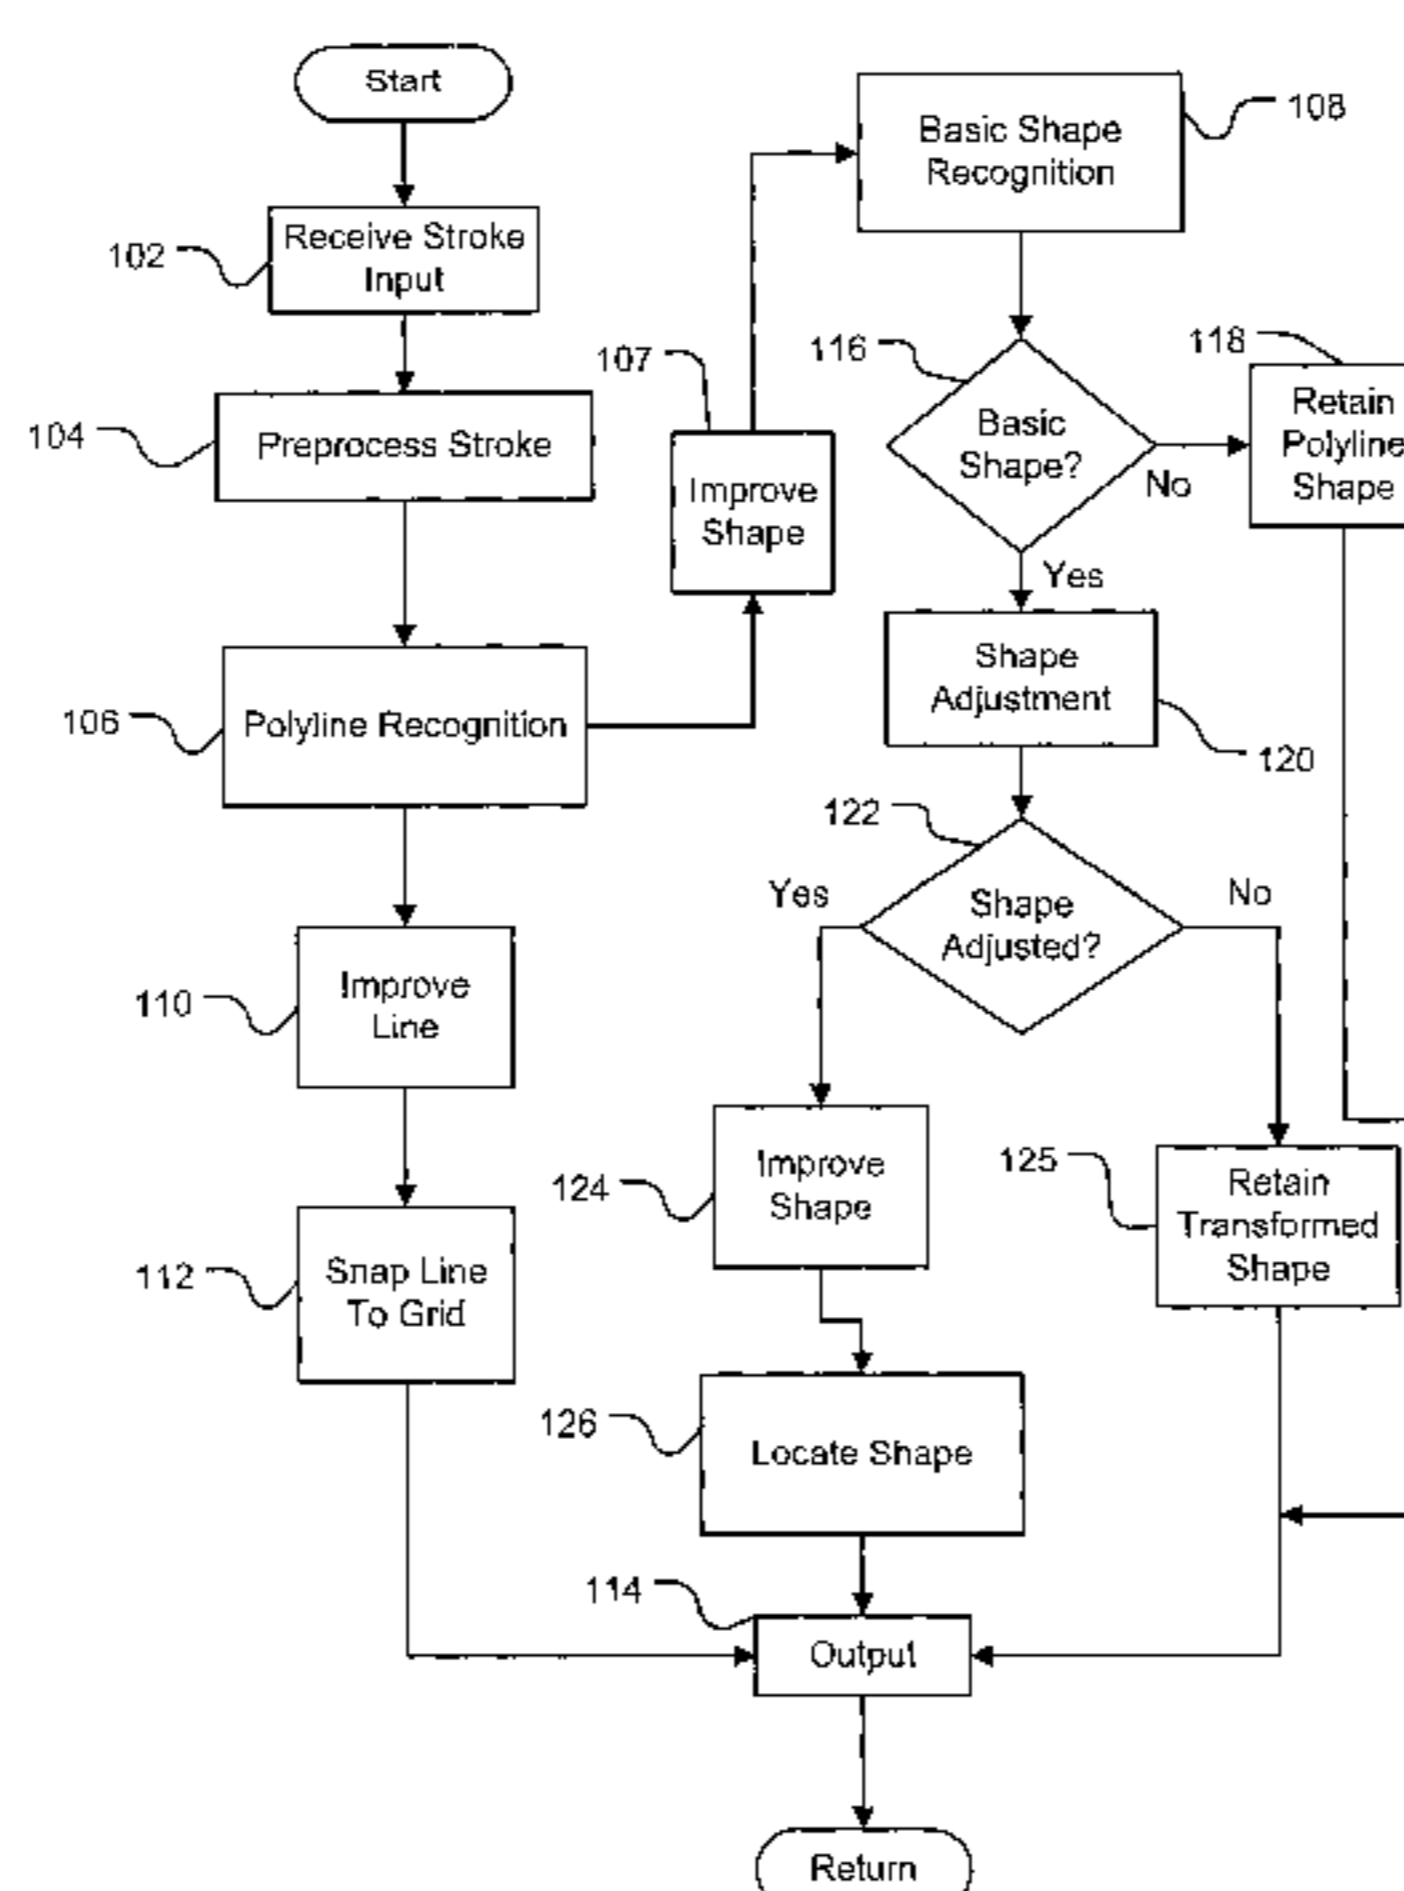 Start
102
Receive Stroke
Input
104
Preprocess Stroke
106
Polyline Recognition
107
Improve
Shape
108
Basic Shape
Recognition
116
Basic
Shape?
No
Yes
118
Retain
Polyline
Shape
Shape
Adjustment
120
122
Shape
Adjusted?
Yes
No
110
Improve
Line
112
Snap Line
To Grid
124
Improve
Shape
125
Retain
Transformed
Shape
126
Locate Shape
114
Output
Return